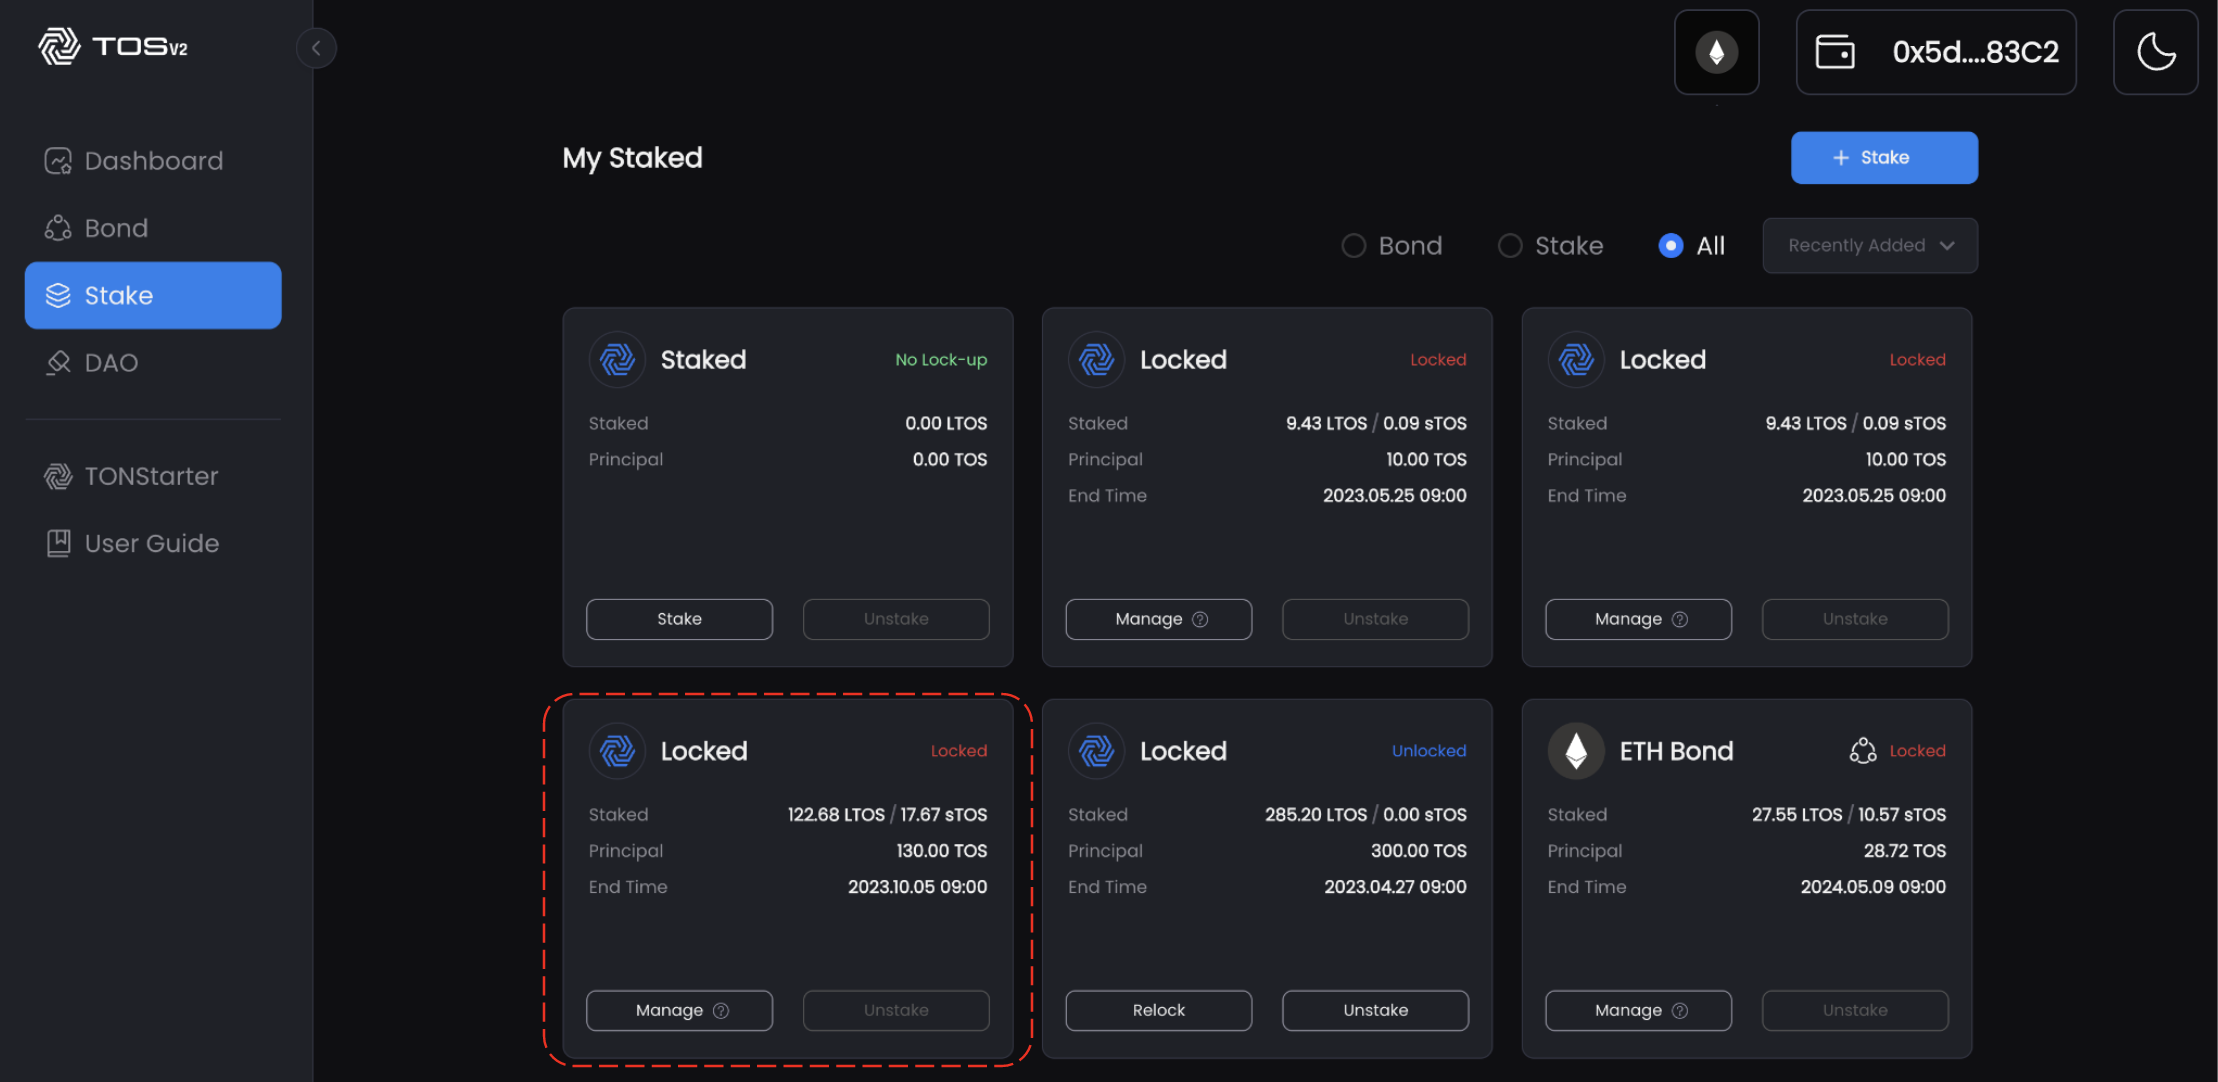 TOSV2
0x5d....83C2
Dashboard
Bond
Stake
DAO
TONStarter
User Guide
My Staked
+ Stake
Bond
Stake
All
Recently Added
Staked
No Lock-up
Staked 0.00 LTOS
Principal 0.00 TOS
Stake
Unstake
Locked
Locked
Staked 9.43 LTOS / 0.09 sTOS
Principal 10.00 TOS
End Time 2023.05.25 09:00
Manage ?
Unstake
Locked
Locked
Staked 9.43 LTOS / 0.09 sTOS
Principal 10.00 TOS
End Time 2023.05.25 09:00
Manage ?
Unstake
Locked
Locked
Staked 122.68 LTOS / 17.67 sTOS
Principal 130.00 TOS
End Time 2023.10.05 09:00
Manage ?
Unstake
Locked
Unlocked
Staked 285.20 LTOS / 0.00 sTOS
Principal 300.00 TOS
End Time 2023.04.27 09:00
Relock
Unstake
ETH Bond
Locked
Staked 27.55 LTOS / 10.57 sTOS
Principal 28.72 TOS
End Time 2024.05.09 09:00
Manage ?
Unstake